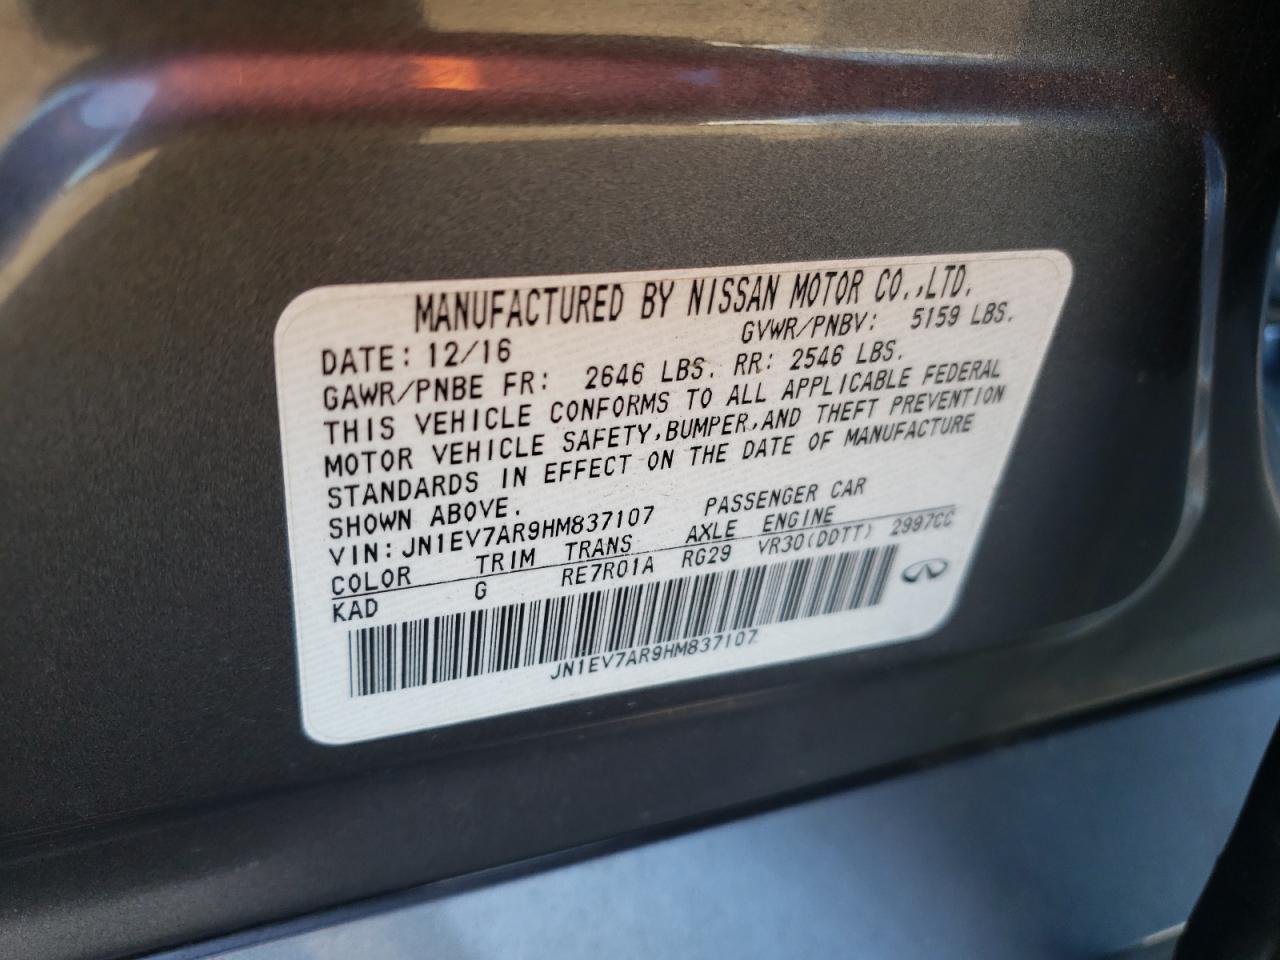 MANUFACTURED BY NISSAN MOTOR CO.,LTD.
DATE: 12/16 GVWR/PNBV: 5159 LBS.
GAWR/PNBE FR: 2646 LBS. RR: 2546 LBS.
THIS VEHICLE CONFORMS TO ALL APPLICABLE FEDERAL
MOTOR VEHICLE SAFETY,BUMPER,AND THEFT PREVENTION
STANDARDS IN EFFECT ON THE DATE OF MANUFACTURE
SHOWN ABOVE.
VIN: JN1EV7AR9HM837107 PASSENGER CAR
COLOR TRIM TRANS AXLE ENGINE
KAD G RE7R01A RG29 VR30(DDTT) 2997CC
JN1EV7AR9HM837107